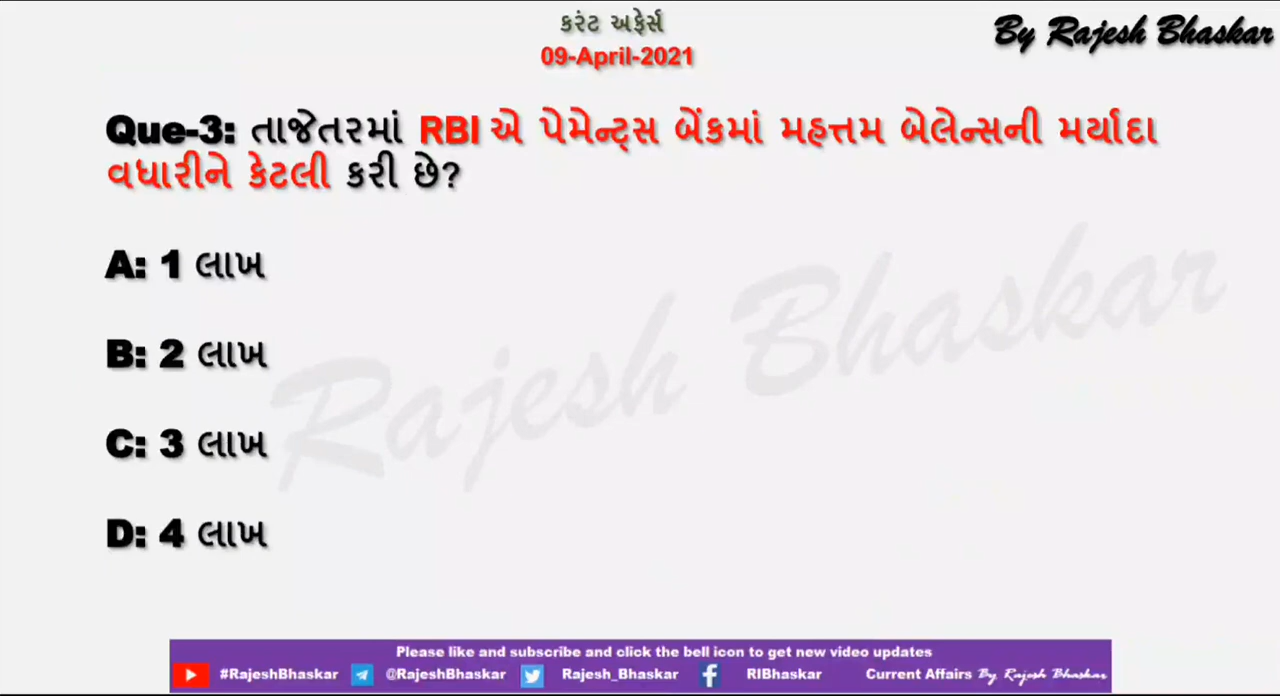 કરંટ અફેર્સ
09-April-2021
By Rajesh Bhaskar
Que-3: તાજેતરમાં RBI એ પેમેન્ટ્સ બેંકમાં મહત્તમ બેલેન્સની મર્યાદા
વધારીને કેટલી કરી છે?
A: 1 લાખ
B: 2 લાખ
C: 3 લાખ
D: 4 લાખ
Rajesh Bhaskar
Please like and subscribe and click the bell icon to get new video updates
#RajeshBhaskar @RajeshBhaskar Rajesh_Bhaskar RIBhaskar Current Affairs By Rajesh Bhaskar